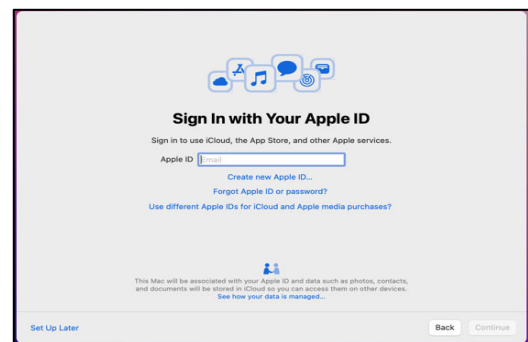 Sign In with Your Apple ID
Sign in to use iCloud, the App Store, and other Apple services.
Apple ID Email
Create new Apple ID...
Forgot Apple ID or password?
Use different Apple IDs for iCloud and Apple media purchases?
This Mac will be associated with your Apple ID and data such as photos, contacts,
and documents will be stored in iCloud so you can access them on other devices.
See how your data is managed...
Set Up Later Back Continue